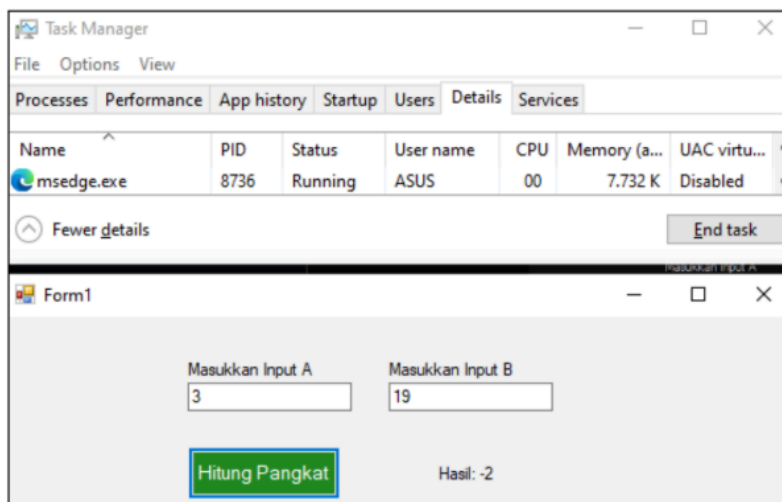 Task Manager
File Options View
Processes Performance App history Startup Users Details Services
Name PID Status User name CPU Memory (a... UAC virtu...
msedge.exe 8736 Running ASUS 00 7.732 K Disabled
Fewer details End task
Masukkan Input A
Form1
Masukkan Input A Masukkan Input B
3 19
Hitung Pangkat Hasil: -2